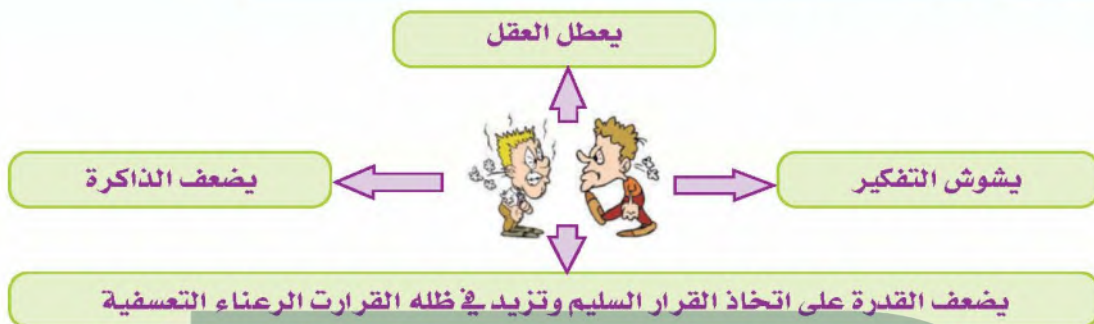 يعطل العقل
يشوش التفكير
يضعف الذاكرة
يضعف القدرة على اتخاذ القرار السليم وتزيد في ظله القرارت الرعناء التعسفية